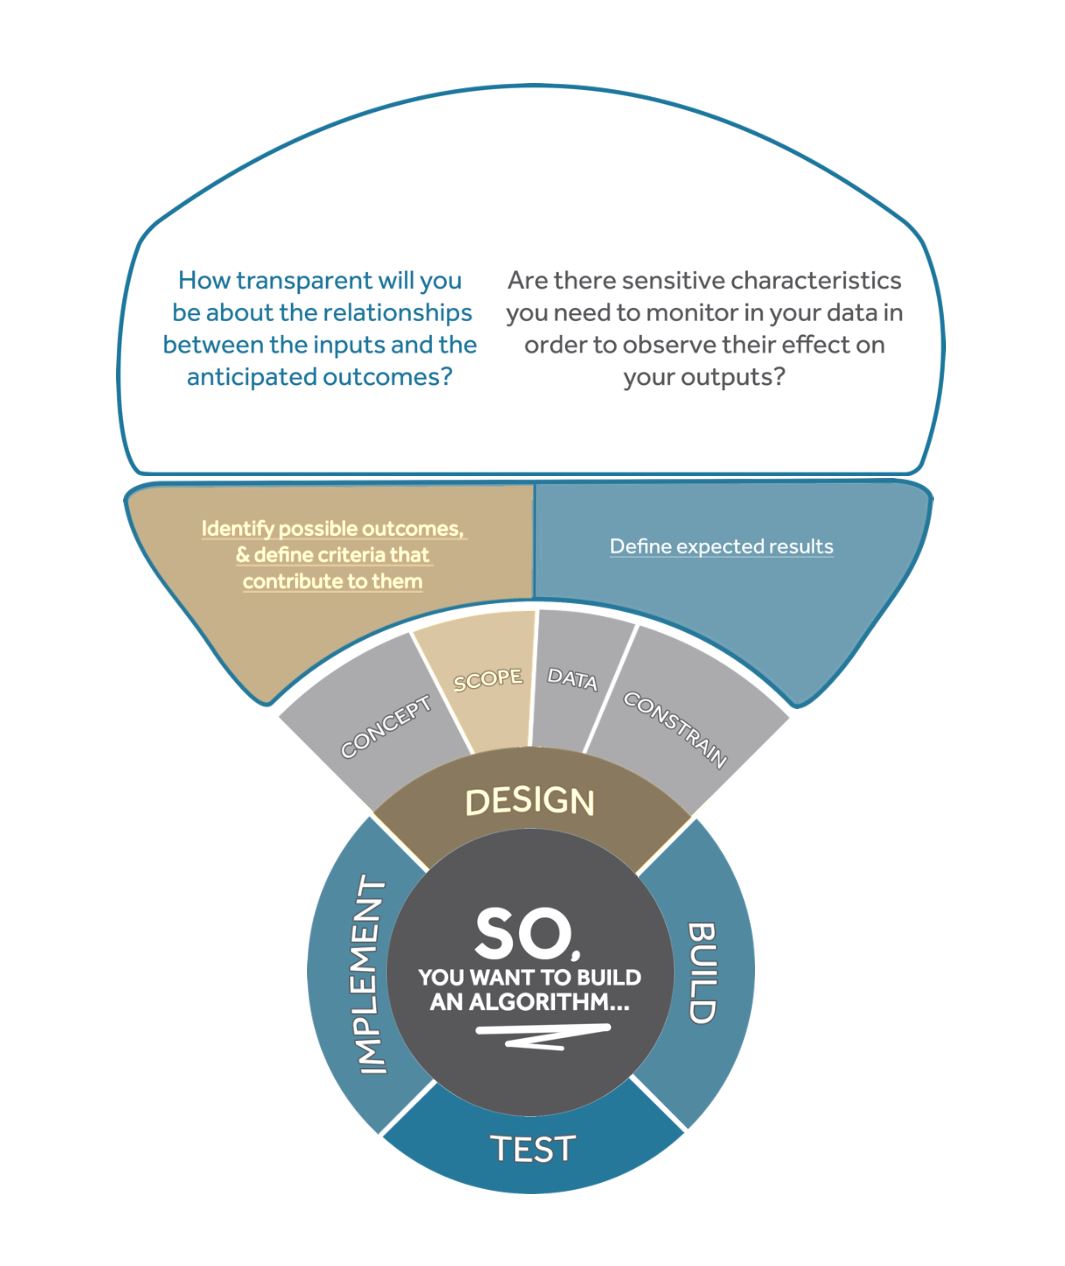 How transparent will you
be about the relationships
between the inputs and the
anticipated outcomes?
Are there sensitive characteristics
you need to monitor in your data in
order to observe their effect on
your outputs?
Identify possible outcomes,
& define criteria that
contribute to them
Define expected results
CONCEPT
SCOPE
DATA
CONSTRAIN
DESIGN
IMPLEMENT
SO,
YOU WANT TO BUILD
AN ALGORITHM...
BUILD
TEST